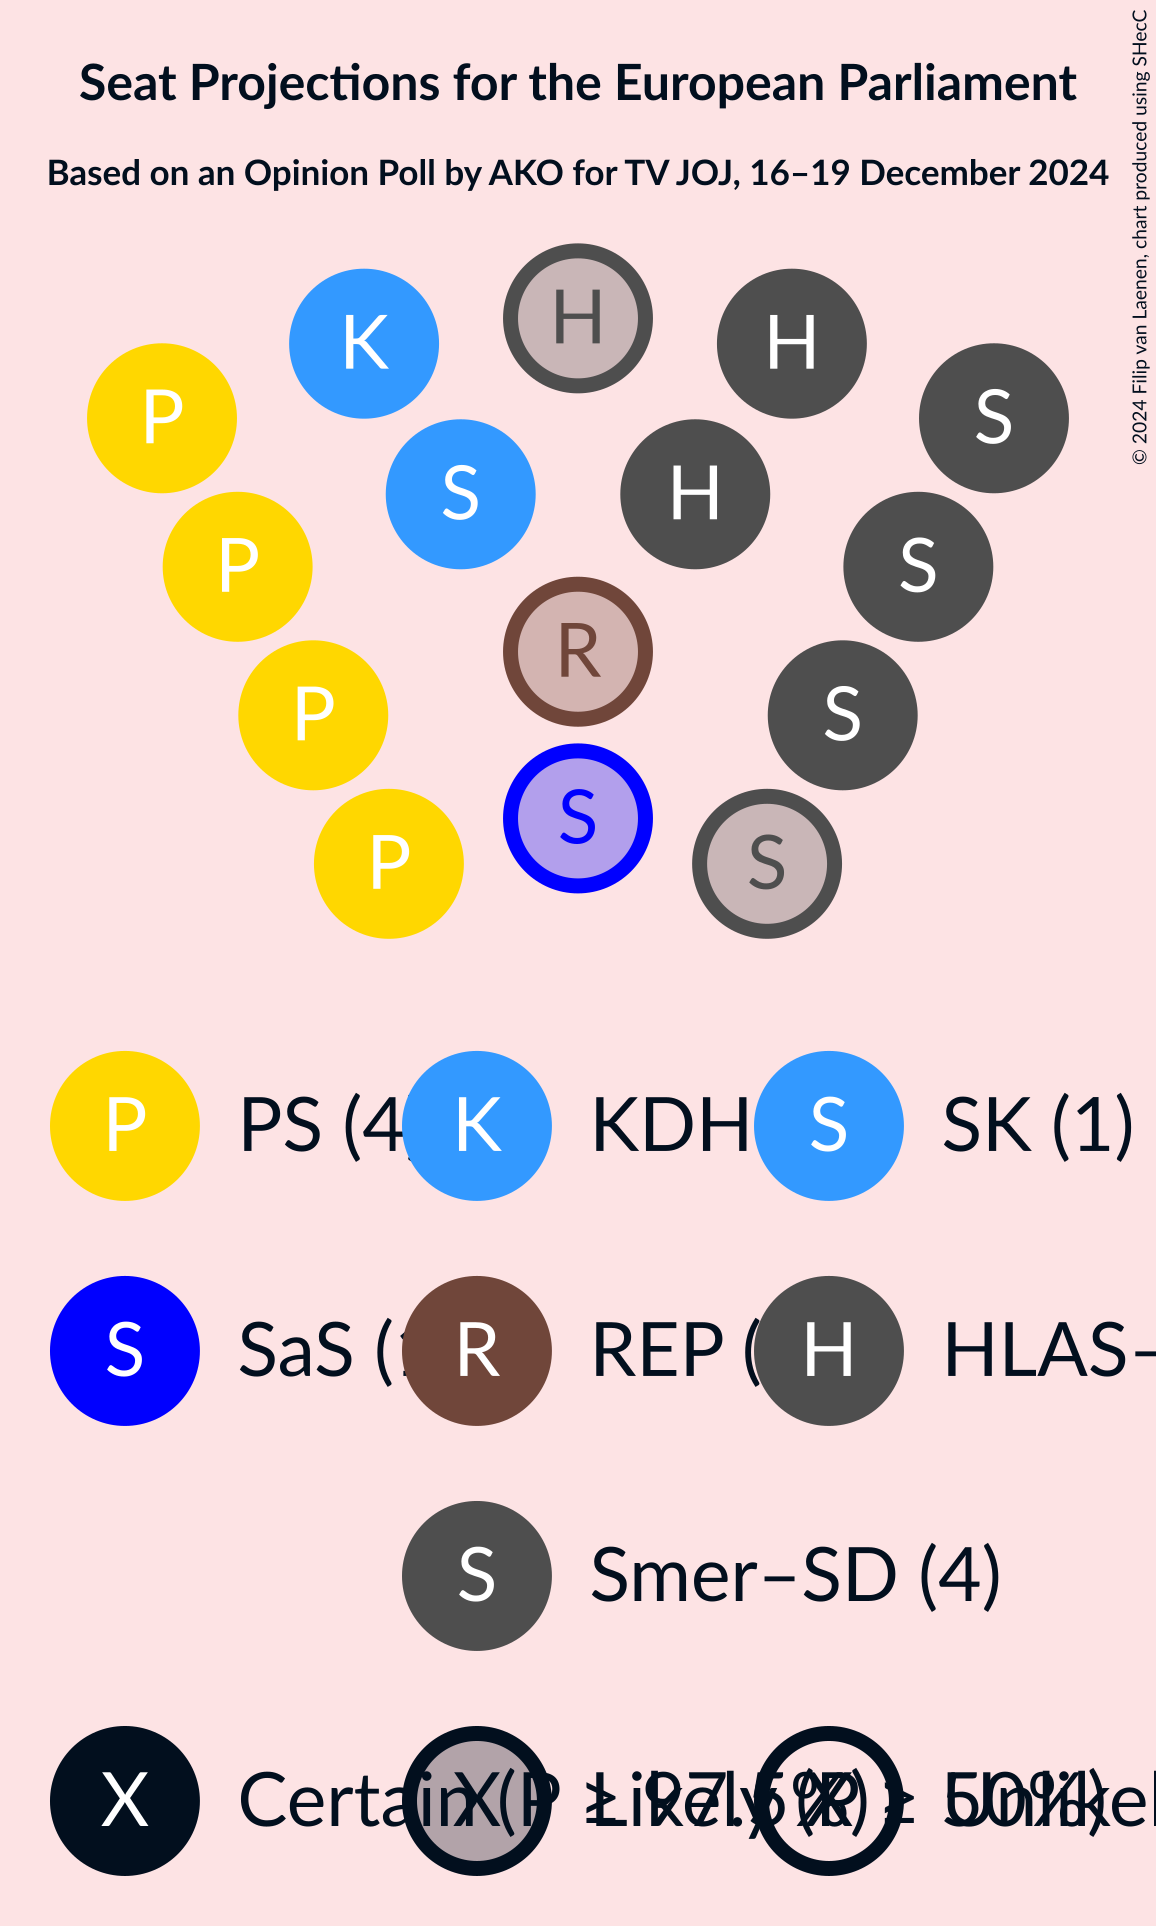 Seat Projections for the European Parliament
Based on an Opinion Poll by AKO for TV JOJ, 16–19 December 2024
© 2024 Filip van Laenen, chart produced using SHecC
H
K H
P S
S H
P S
R
P S
S
P S
P PS (4) K KDH S SK (1)
S SaS ( R REP ( H HLAS–
S Smer–SD (4)
X Certain (P ≥ 97.5%) X Likely (P ≥ 50%) X